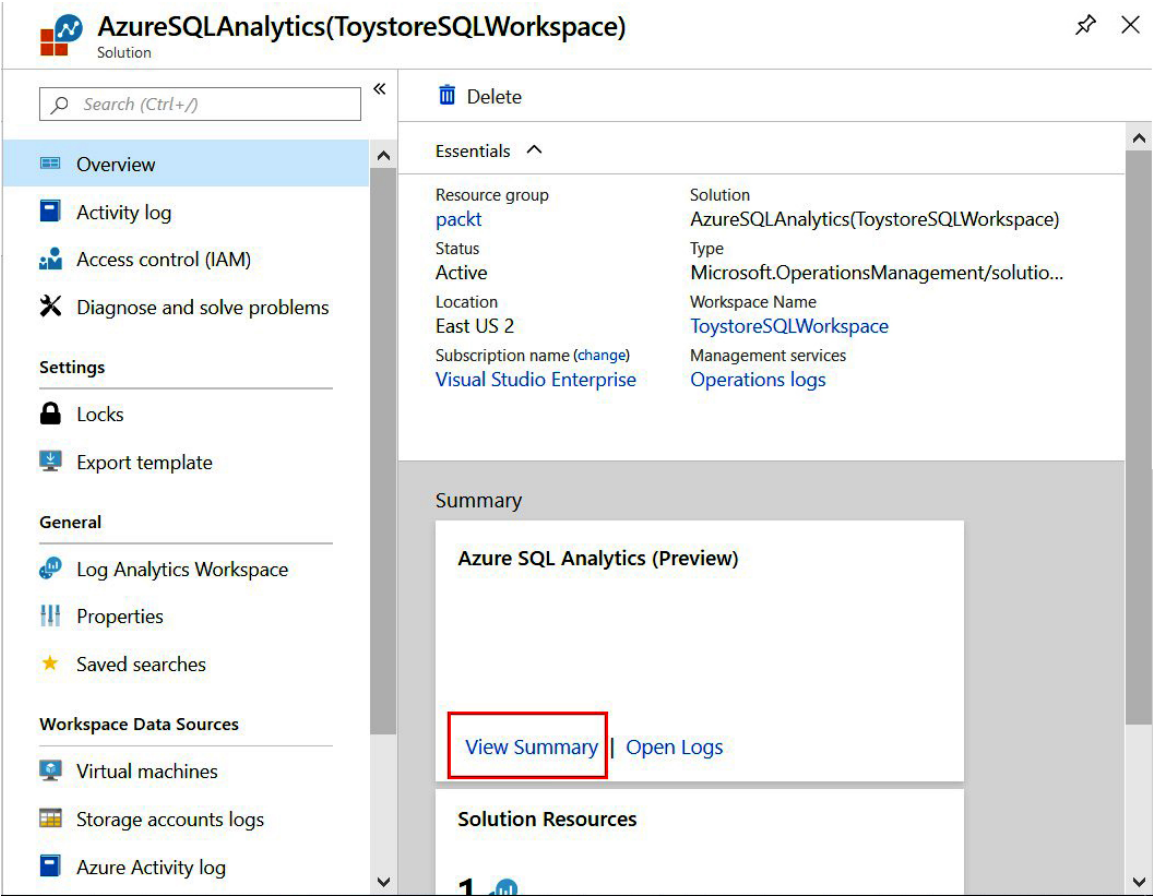 AzureSQLAnalytics(ToystoreSQLWorkspace)
Solution
Search (Ctrl+/)
«
Overview
Activity log
Access control (IAM)
Diagnose and solve problems
Settings
Locks
Export template
General
Log Analytics Workspace
Properties
Saved searches
Workspace Data Sources
Virtual machines
Storage accounts logs
Azure Activity log
Delete
Essentials
Resource group
packt
Status
Active
Location
East US 2
Subscription name (change)
Visual Studio Enterprise
Solution
AzureSQLAnalytics(ToystoreSQLWorkspace)
Type
Microsoft.OperationsManagement/solutio...
Workspace Name
ToystoreSQLWorkspace
Management services
Operations logs
Summary
Azure SQL Analytics (Preview)
View Summary | Open Logs
Solution Resources
1